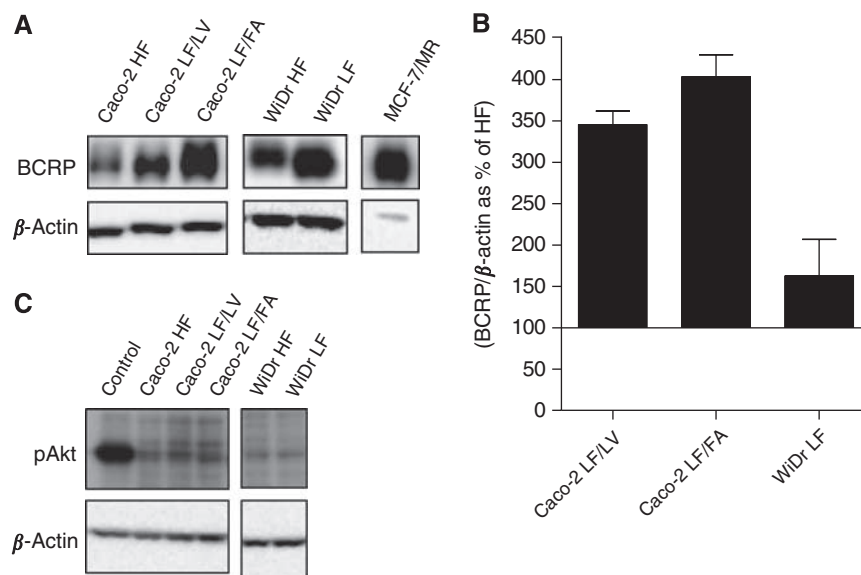 A
Caco-2 HF
Caco-2 LF/LV
Caco-2 LF/FA
WiDr HF
WiDr LF
MCF-7/MR
BCRP
β-Actin
B
(BCRP/β-actin as % of HF)
450
400
350
300
250
200
150
100
50
0
Caco-2 LF/LV
Caco-2 LF/FA
WiDr LF
C
Control
Caco-2 HF
Caco-2 LF/LV
Caco-2 LF/FA
WiDr HF
WiDr LF
pAkt
β-Actin